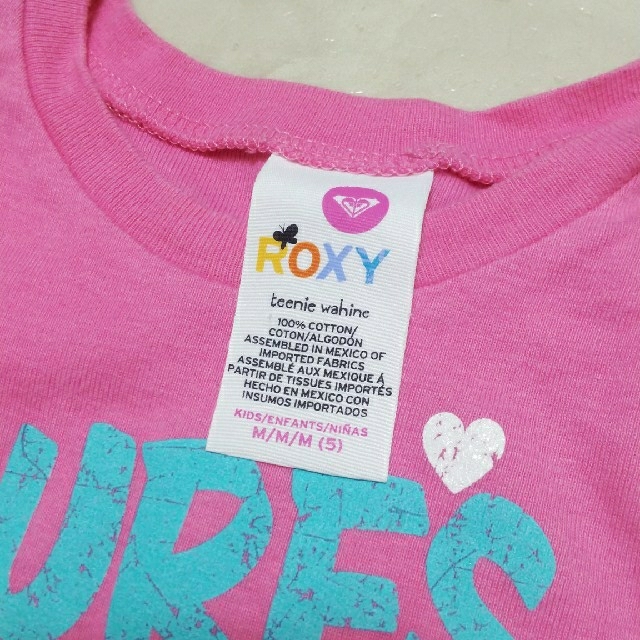 ROXY
teenie wahine
100% COTTON/
COTON/ALGODÓN
ASSEMBLED IN MEXICO OF
IMPORTED FABRICS
ASSEMBLÉ AUX MEXIQUE À
PARTIR DE TISSUES IMPORTÉS
HECHO EN MEXICO CON
INSUMOS IMPORTADOS
KIDS/ENFANTS/NIÑAS
M/M/M (5)
URES